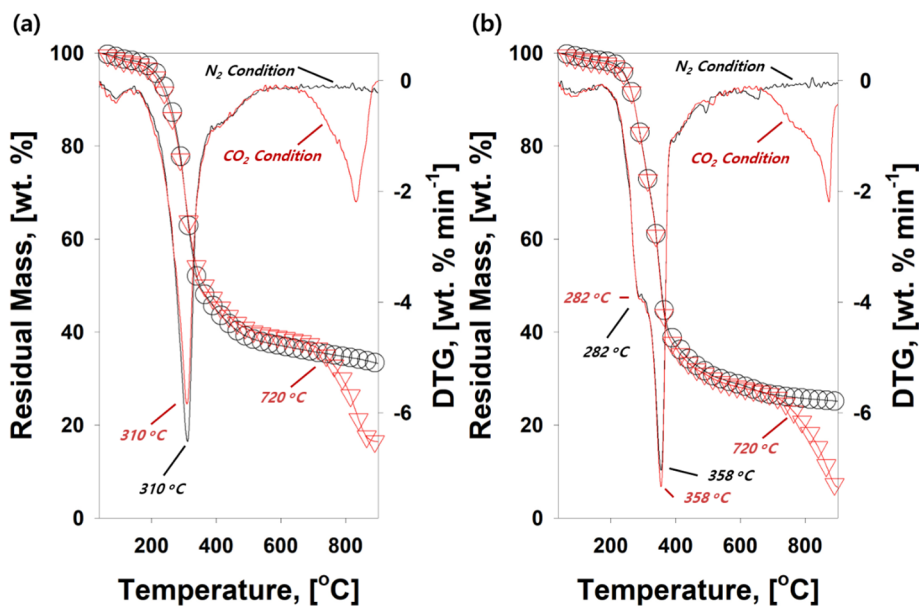 (a)
(b)
100
80
60
40
20
0
Residual Mass, [wt. %]
N2 Condition
CO2 Condition
720 °C
310 °C
310 °C
0
-2
-4
-6
DTG, [wt. % min-1]
200
400
600
800
Temperature, [°C]
100
80
60
40
20
0
Residual Mass, [wt. %]
N2 Condition
CO2 Condition
282 °C
282 °C
720 °C
358 °C
358 °C
0
-2
-4
-6
DTG, [wt. % min-1]
200
400
600
800
Temperature, [°C]